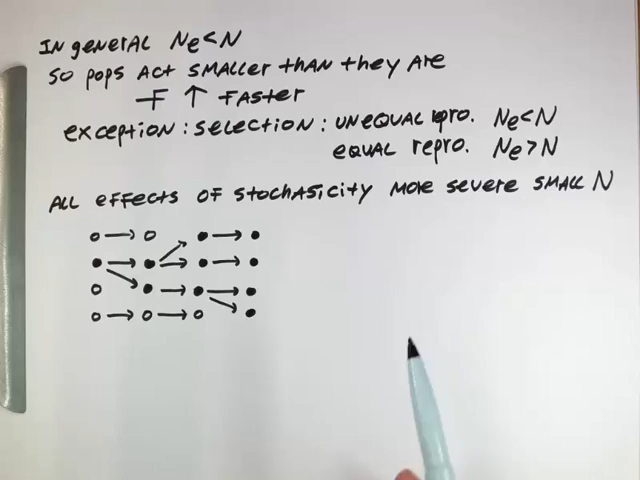 IN general Ne<N
So pops Act SMALLER than they Are
F ↑ FASTER
exception: Selection: UNEQUAL repro. Ne<N
EQUAL repro. Ne>N
ALL effects of stochasicity more severe SMALL N